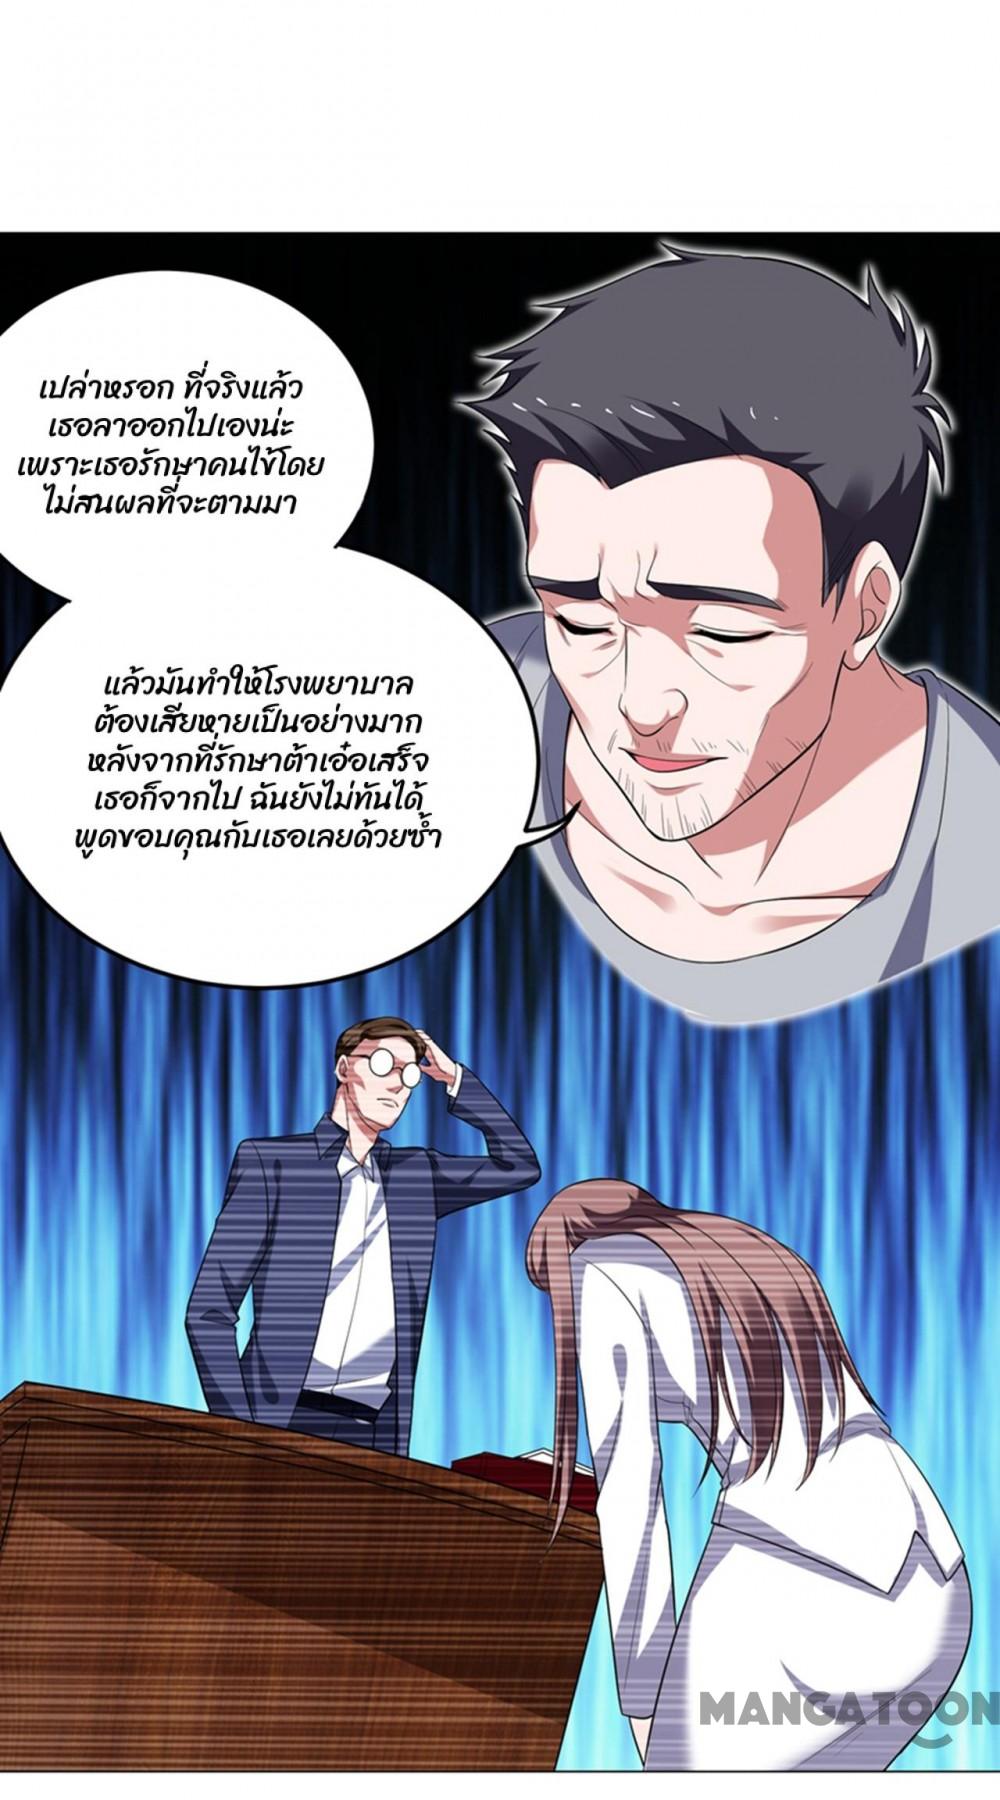 เปล่าหรอก ที่จริงแล้ว
เธอลาออกไปเองน่ะ
เพราะเธอรักษาคนไข้โดย
ไม่สนผลที่จะตามมา
แล้วมันทำให้โรงพยาบาล
ต้องเสียหายเป็นอย่างมาก
หลังจากที่รักษาต้าเอ๋อเสร็จ
เธอก็จากไป ฉันยังไม่ทันได้
พูดขอบคุณกับเธอเลยด้วยซ้ำ
MANGATOON